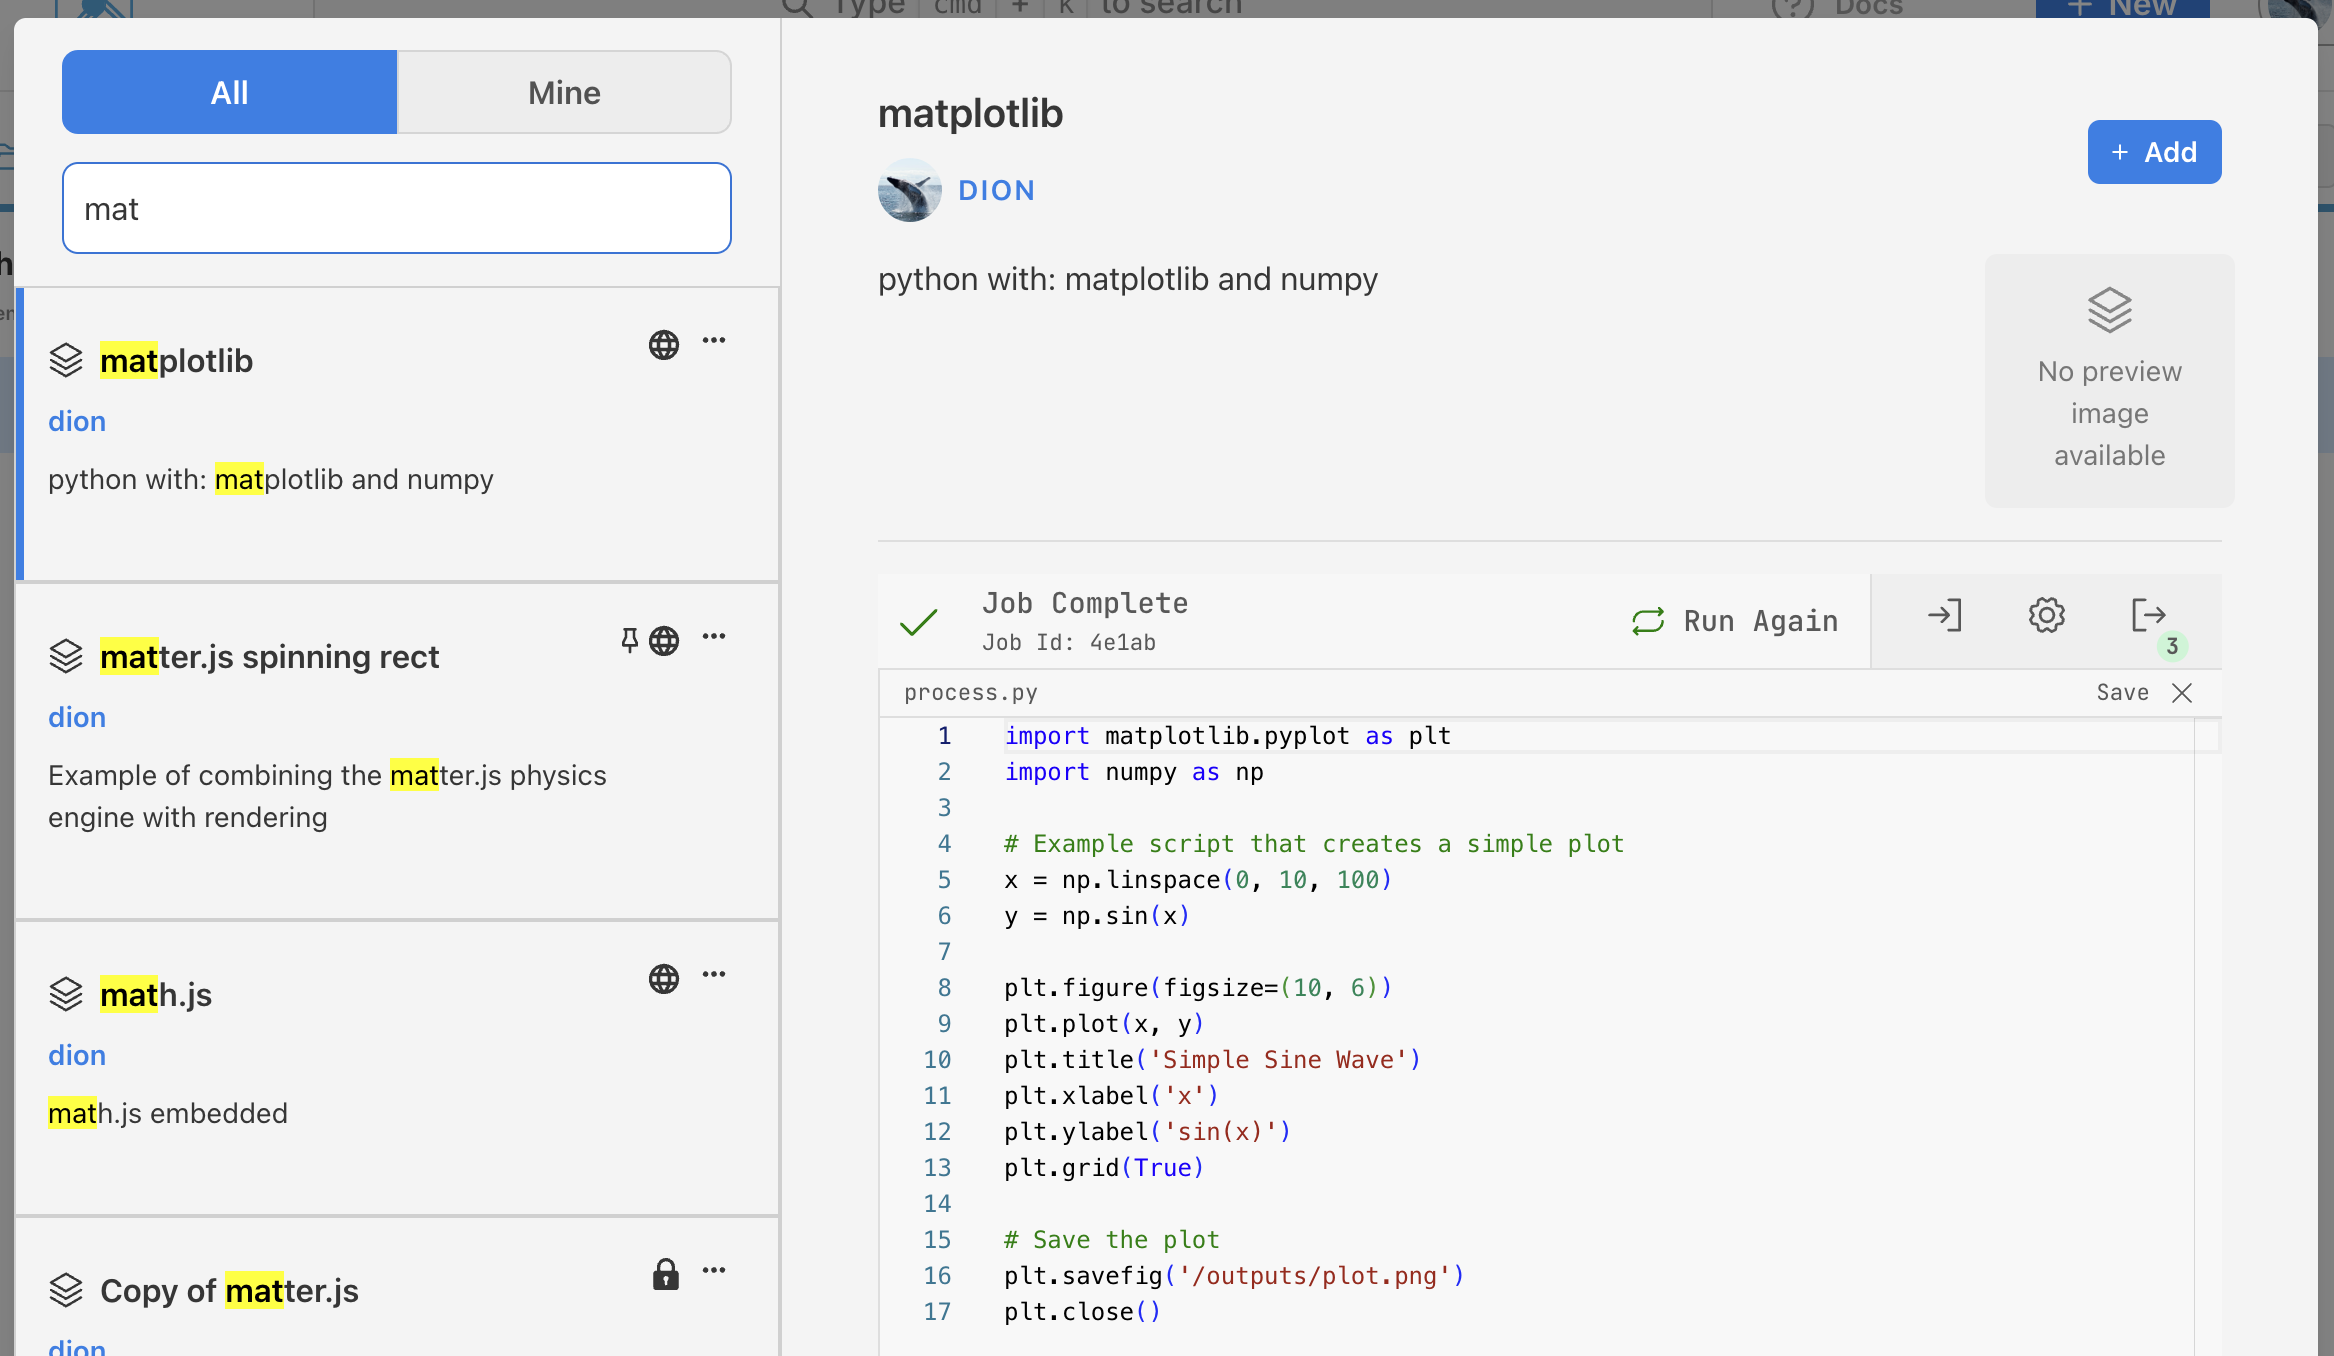 Type cmd + K to search
Docs
+ New
All
Mine
mat
matplotlib
dion
python with: matplotlib and numpy
matter.js spinning rect
dion
Example of combining the matter.js physics
engine with rendering
math.js
dion
math.js embedded
Copy of matter.js
dion
matplotlib
DION
+ Add
python with: matplotlib and numpy
No preview
image
available
Job Complete
Job Id: 4e1ab
Run Again
3
process.py
Save
1 import matplotlib.pyplot as plt
2 import numpy as np
3
4 # Example script that creates a simple plot
5 x = np.linspace(0, 10, 100)
6 y = np.sin(x)
7
8 plt.figure(figsize=(10, 6))
9 plt.plot(x, y)
10 plt.title('Simple Sine Wave')
11 plt.xlabel('x')
12 plt.ylabel('sin(x)')
13 plt.grid(True)
14
15 # Save the plot
16 plt.savefig('/outputs/plot.png')
17 plt.close()